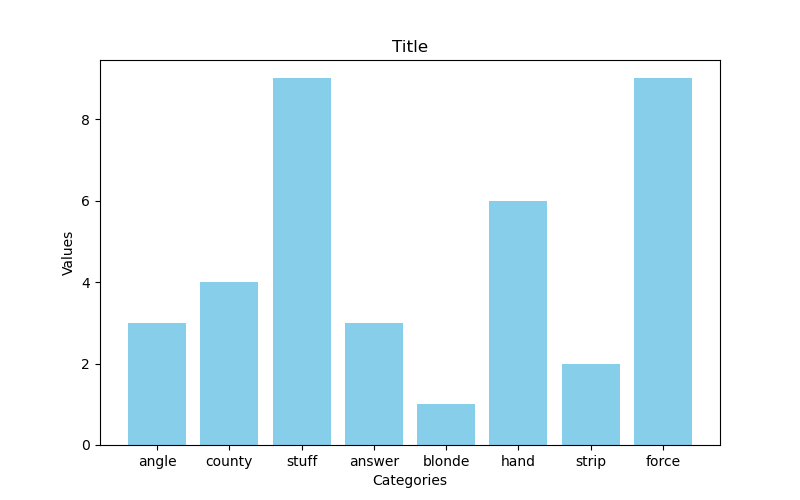 Title
Values
8
6
4
2
0
angle county stuff answer blonde hand strip force
Categories